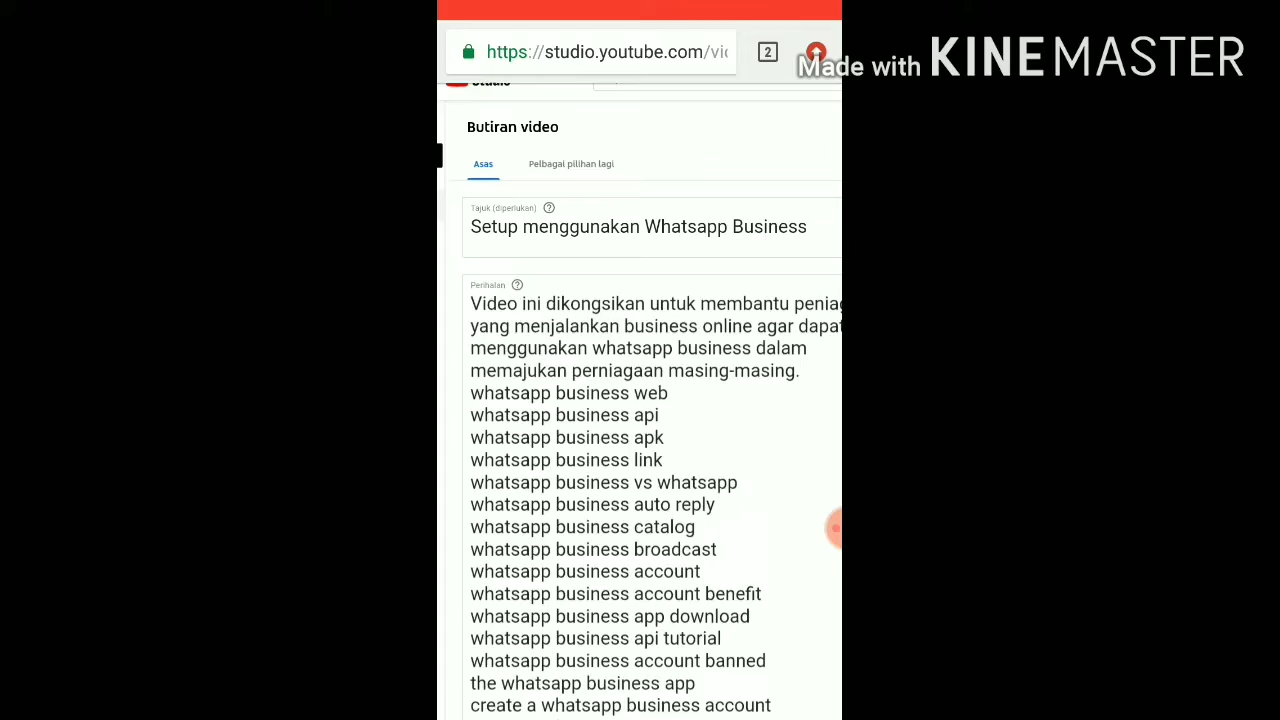 https://studio.youtube.com/vic
2
Made with KINEMASTER
Studio
Butiran video
Asas
Pelbagai pilihan lagi
Tajuk (diperlukan)
Setup menggunakan Whatsapp Business
Perihalan
Video ini dikongsikan untuk membantu peniag
yang menjalankan business online agar dapat
menggunakan whatsapp business dalam
memajukan perniagaan masing-masing.
whatsapp business web
whatsapp business api
whatsapp business apk
whatsapp business link
whatsapp business vs whatsapp
whatsapp business auto reply
whatsapp business catalog
whatsapp business broadcast
whatsapp business account
whatsapp business account benefit
whatsapp business app download
whatsapp business api tutorial
whatsapp business account banned
the whatsapp business app
create a whatsapp business account